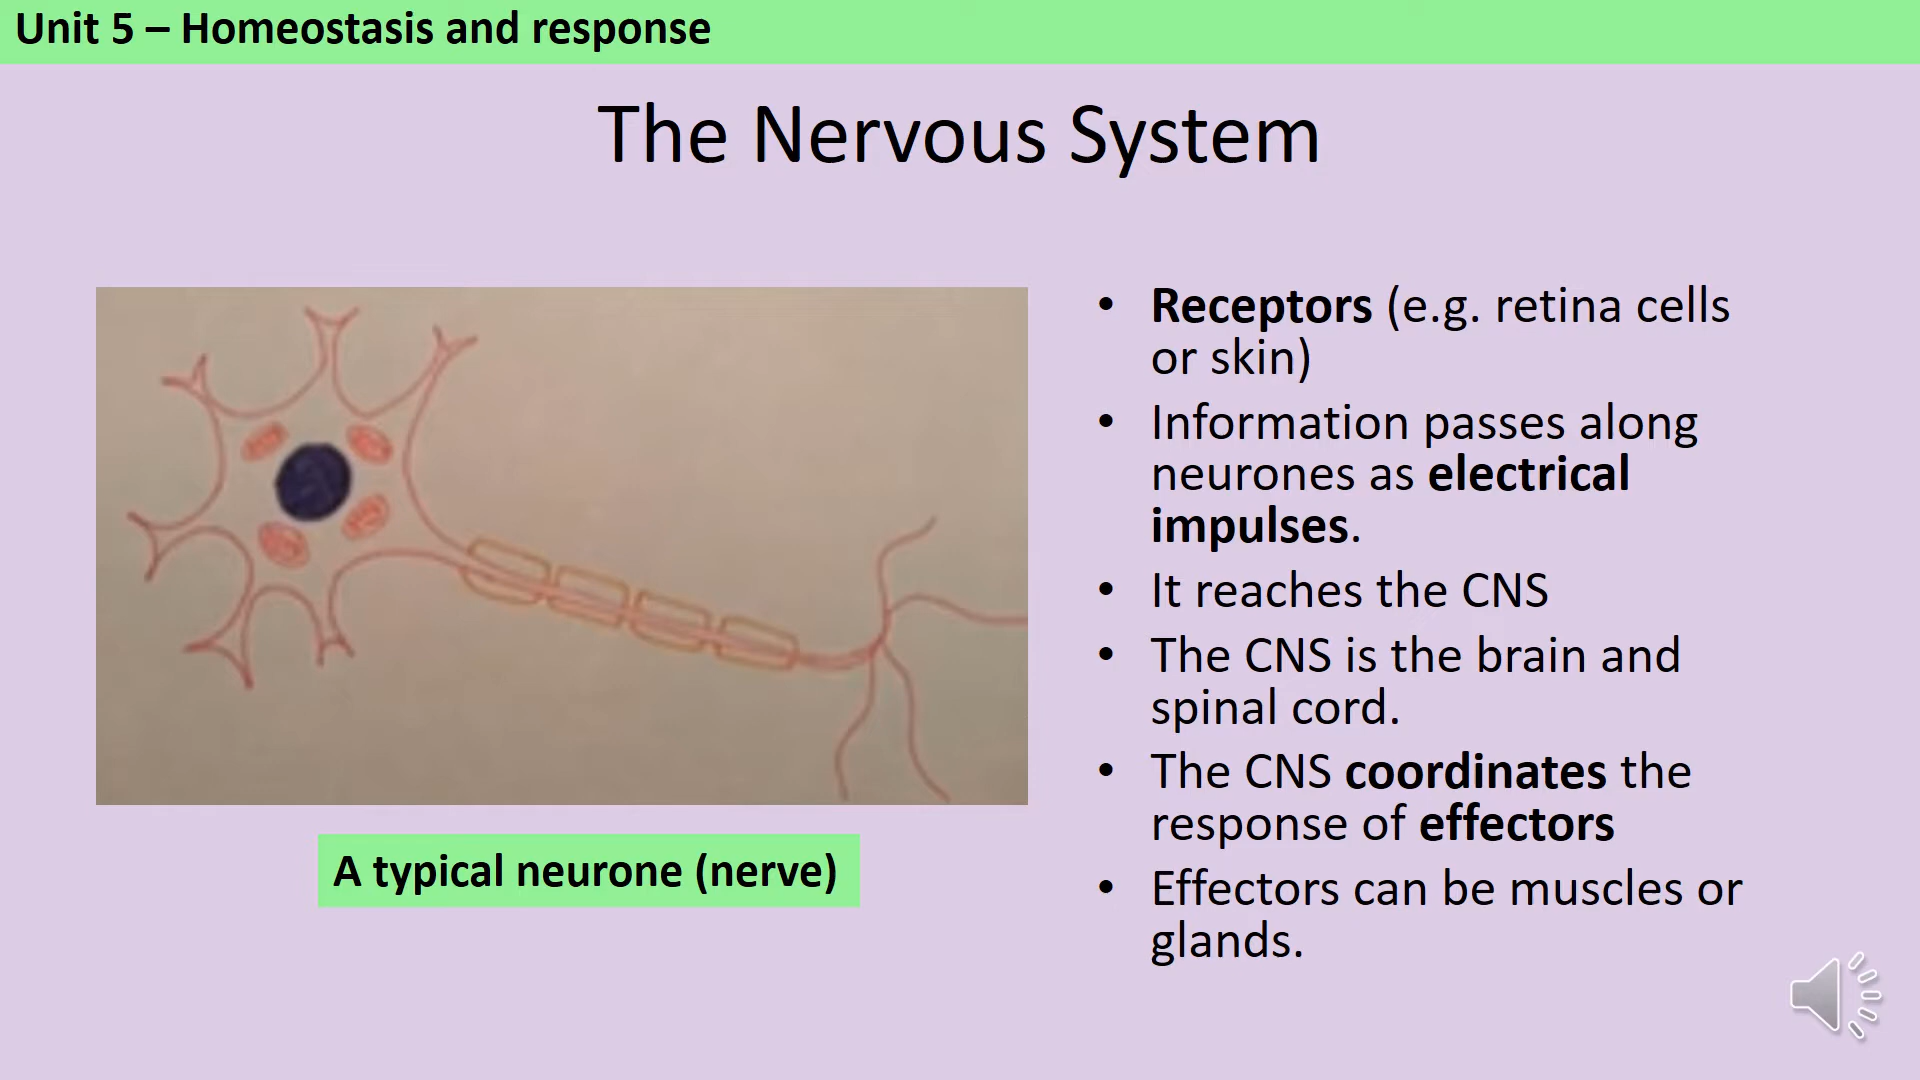 Unit 5 – Homeostasis and response
The Nervous System
• Receptors (e.g. retina cells
or skin)
• Information passes along
neurones as electrical
impulses.
• It reaches the CNS
• The CNS is the brain and
spinal cord.
• The CNS coordinates the
response of effectors
• Effectors can be muscles or
glands.
A typical neurone (nerve)